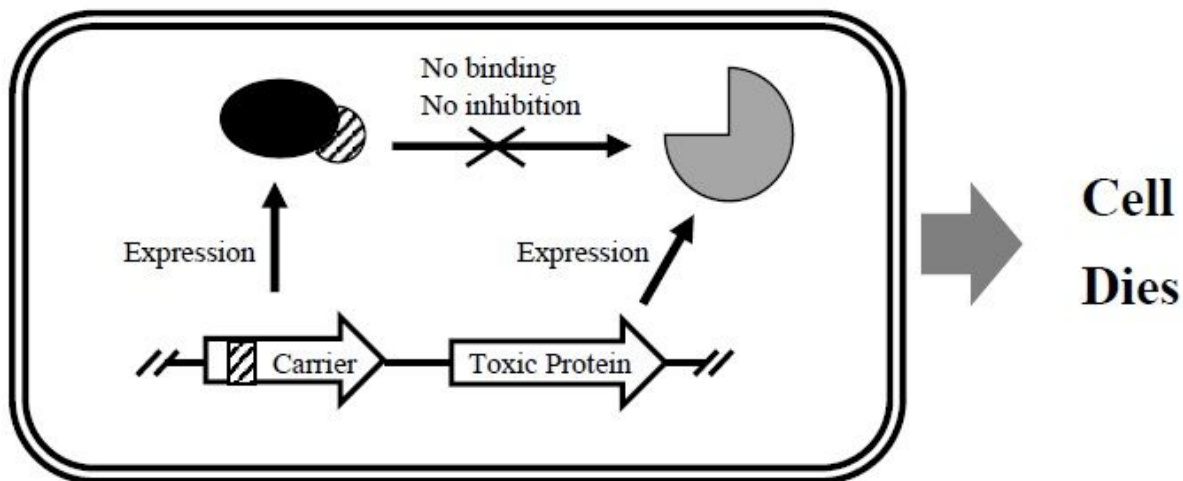 No binding
No inhibition
Expression
Expression
Carrier
Toxic Protein
Cell
Dies